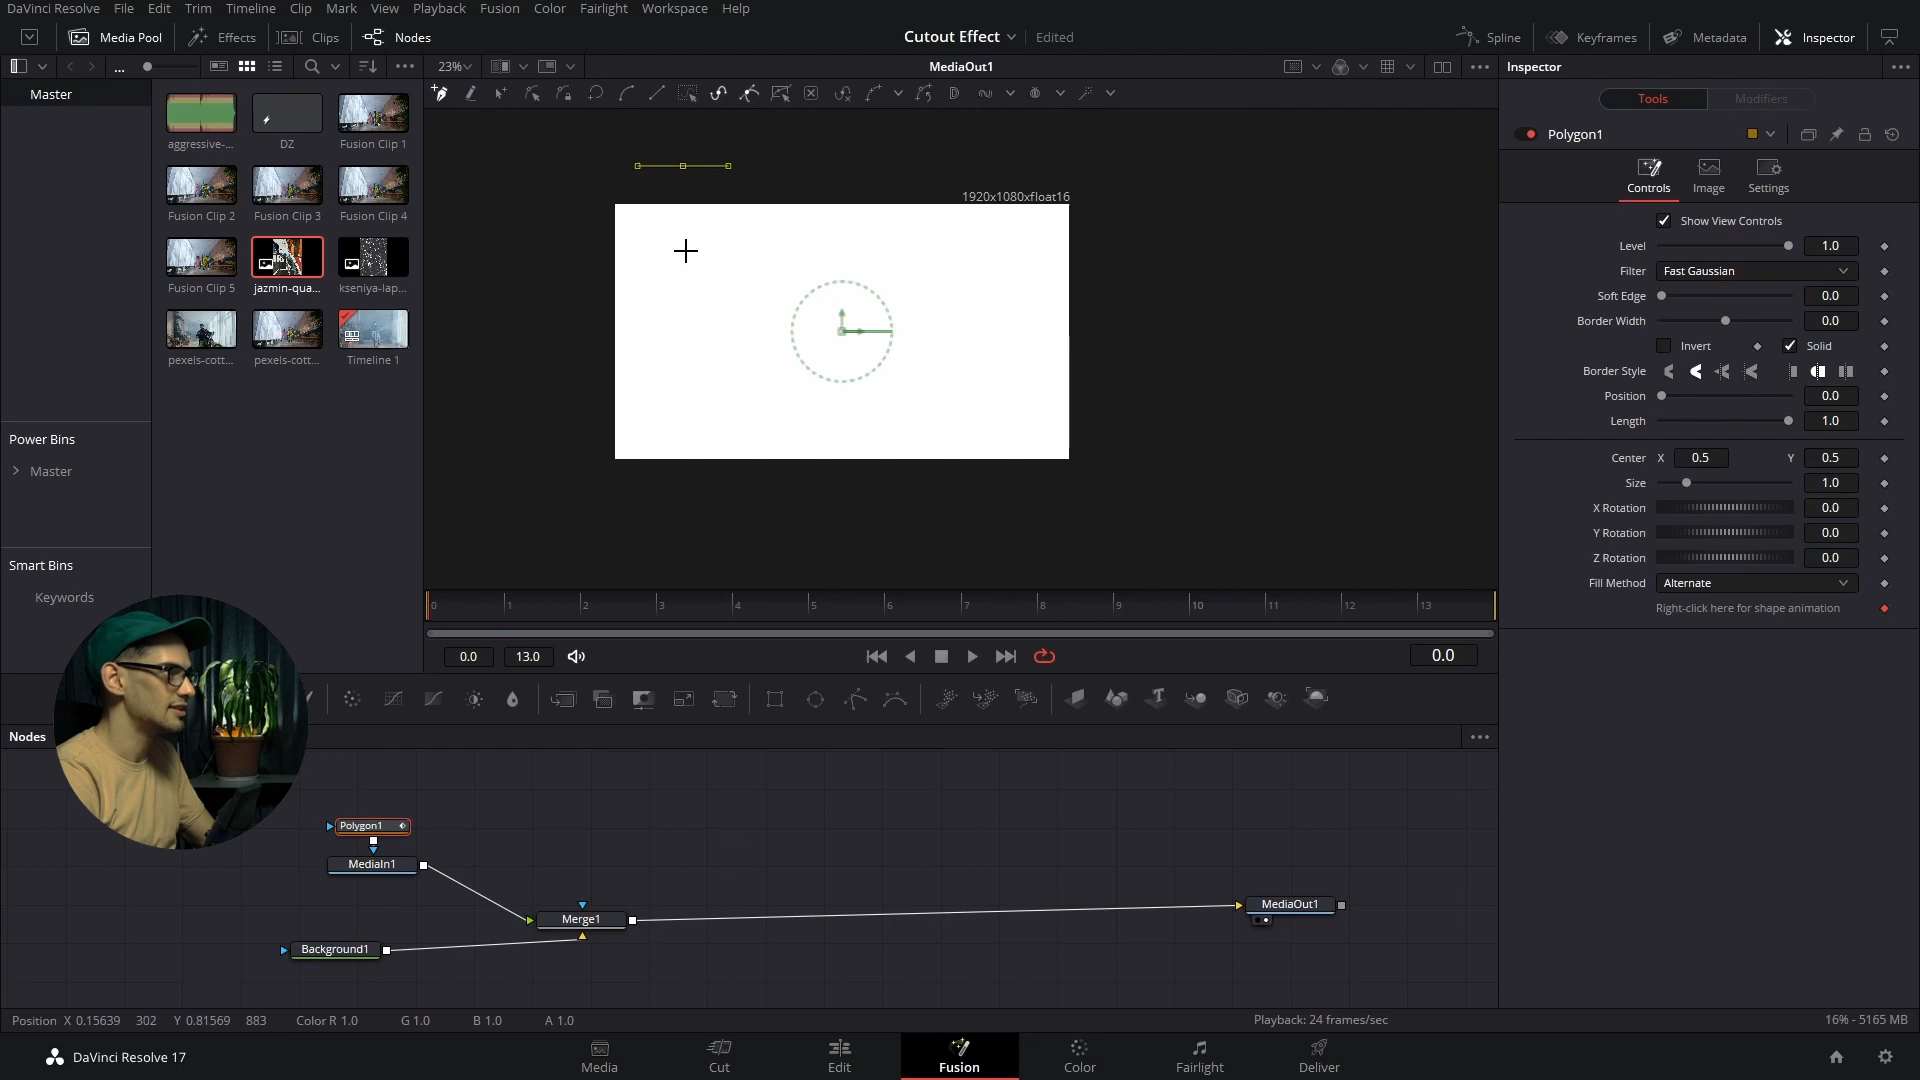 DaVinci Resolve File Edit Trim Timeline Clip Mark View Playback Fusion Color Fairlight Workspace Help
Media Pool Effects Clips Nodes Cutout Effect Edited Spline Keyframes Metadata Inspector
... 23% MediaOut1 Inspector
Master
Tools Modifiers
Polygon1
aggressive-... DZ Fusion Clip 1
Controls Image Settings
1920x1080xfloat16
Fusion Clip 2 Fusion Clip 3 Fusion Clip 4
Show View Controls
Level 1.0
Filter Fast Gaussian
jazmin-qua... kseniya-lap...
Fusion Clip 5
Soft Edge 0.0
Border Width 0.0
Invert Solid
pexels-cott... pexels-cott... Timeline 1
Border Style
Position 0.0
Length 1.0
Power Bins
Master
Center X 0.5 Y 0.5
Size 1.0
X Rotation 0.0
Y Rotation 0.0
Z Rotation 0.0
Smart Bins
Keywords
Fill Method Alternate
Right-click here for shape animation
0 1 2 3 4 5 6 7 8 9 10 11 12 13
0.0 13.0 0.0
Nodes
Polygon1
MediaIn1
Merge1
MediaOut1
Background1
Position X 0.15639 302 Y 0.81569 883 Color R 1.0 G 1.0 B 1.0 A 1.0 Playback: 24 frames/sec 16% - 5165 MB
DaVinci Resolve 17 Media Cut Edit Fusion Color Fairlight Deliver